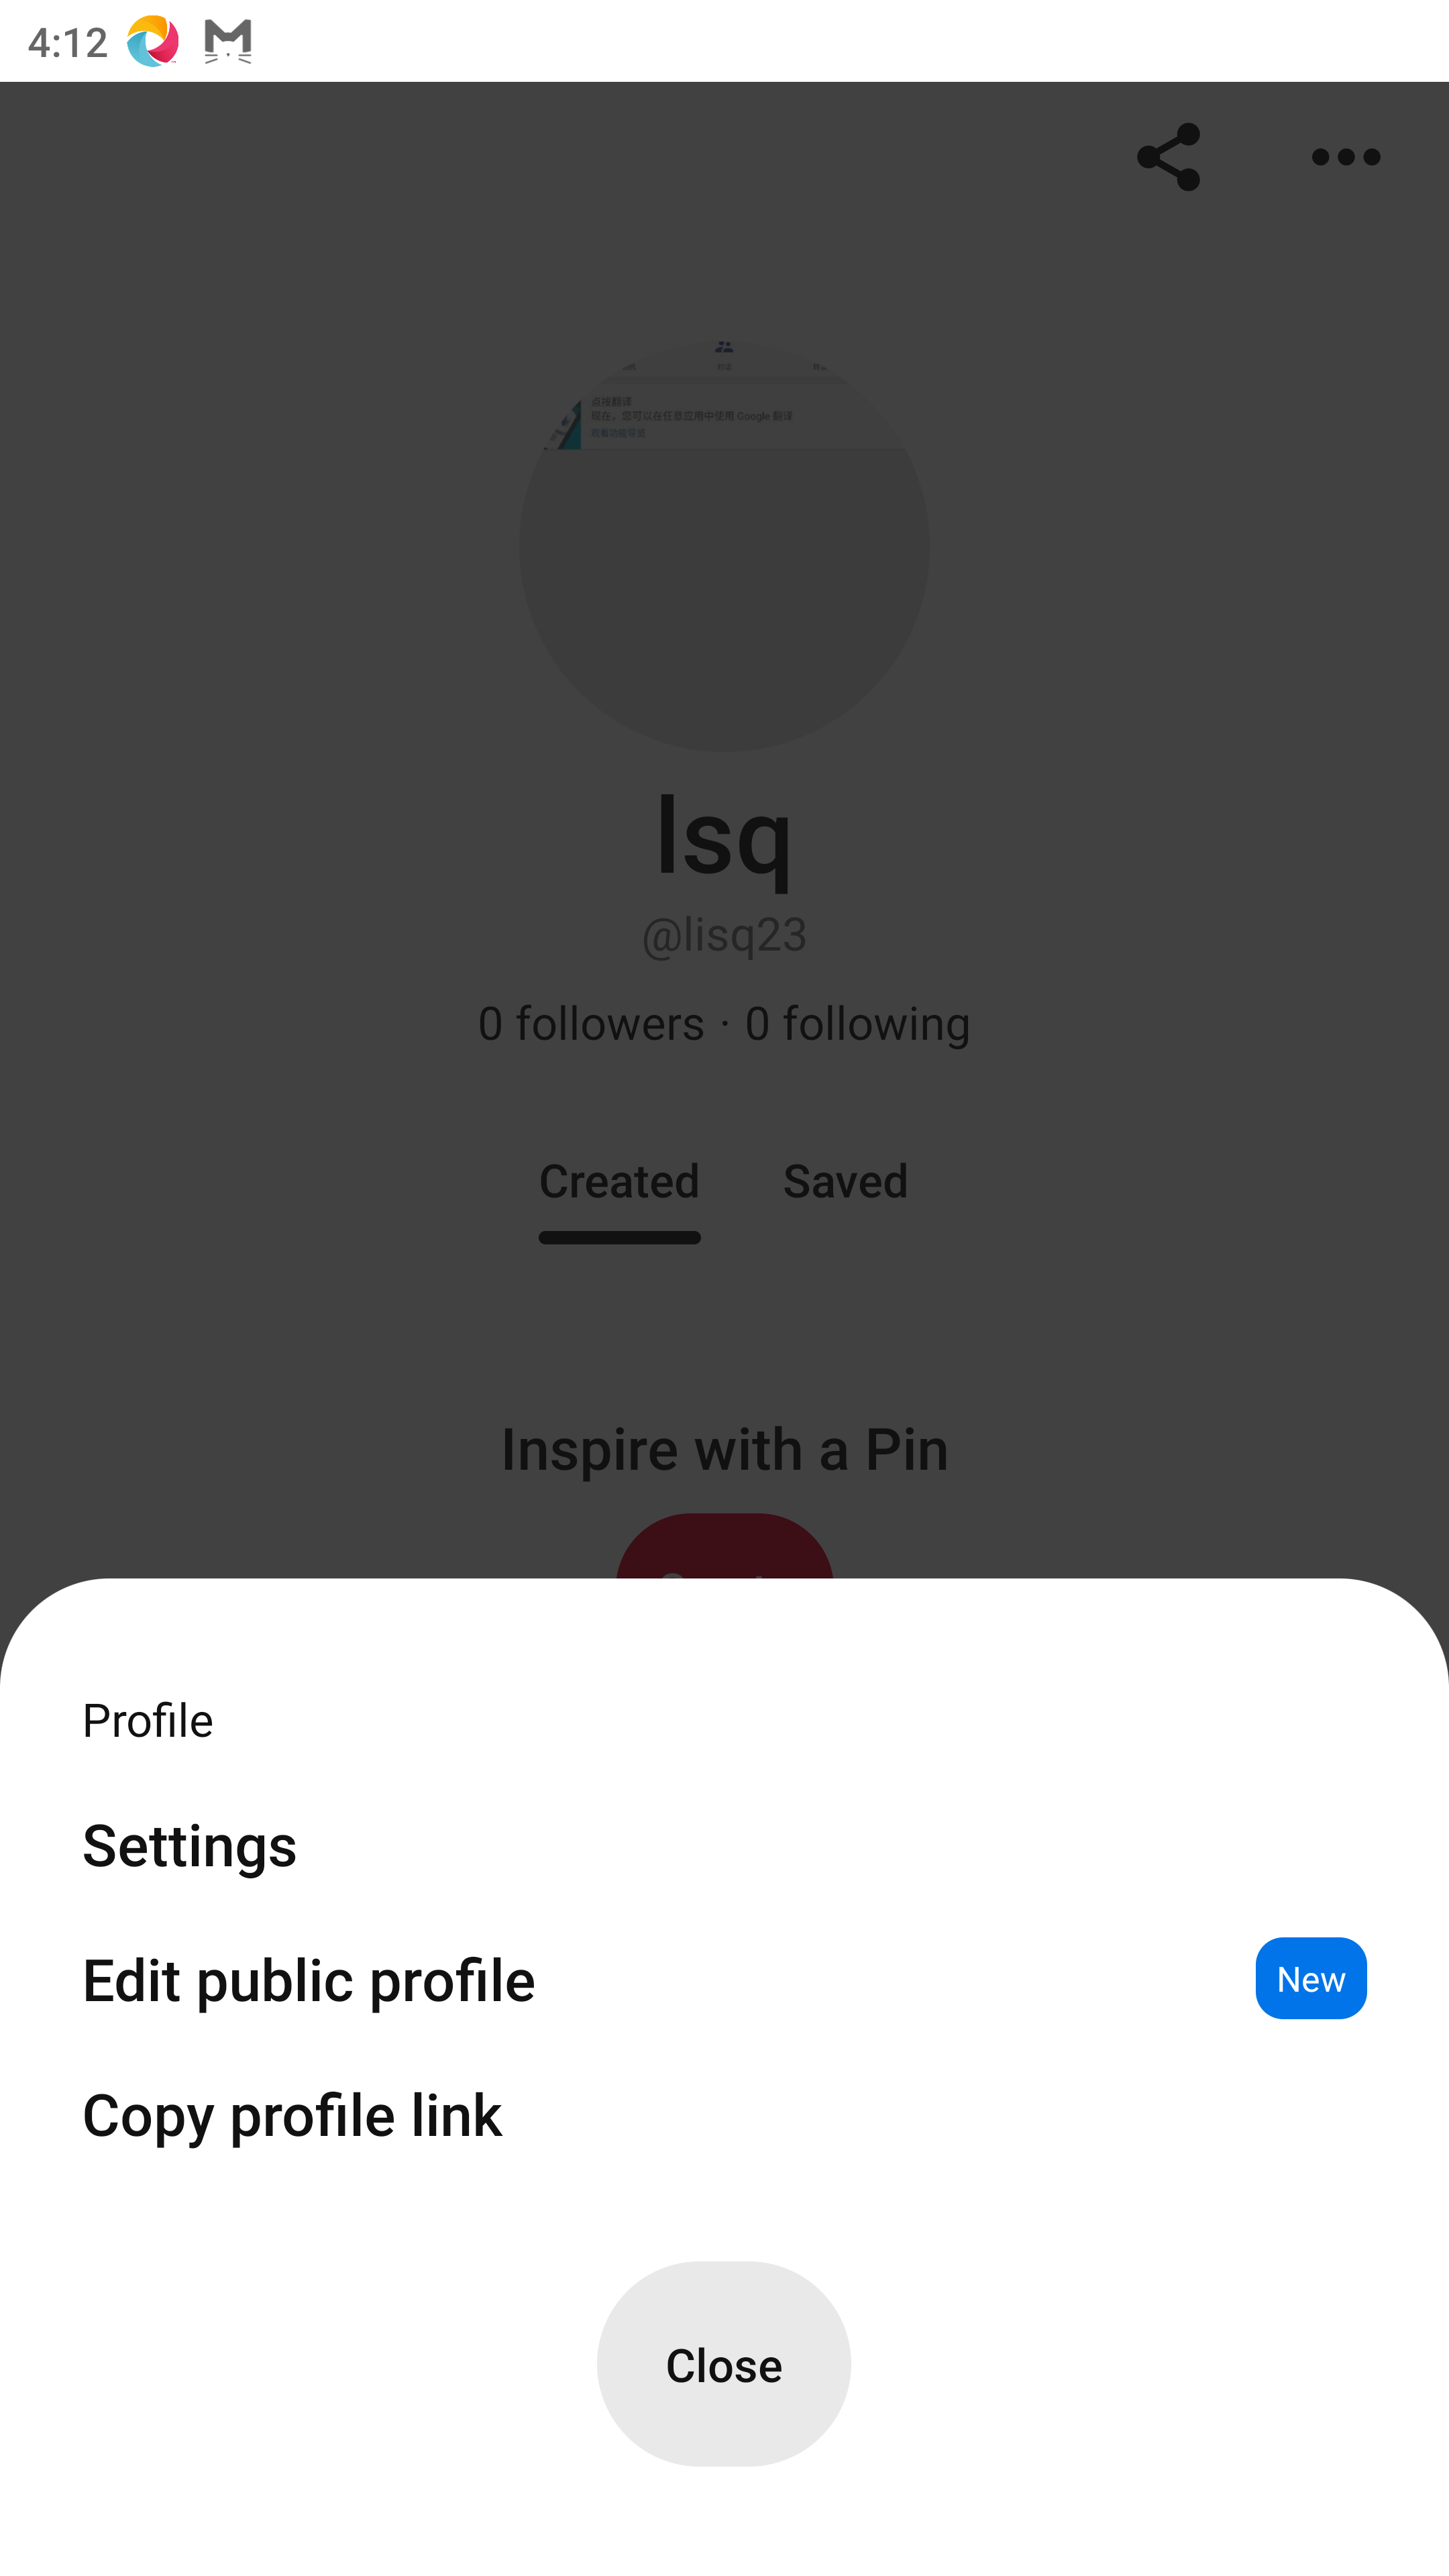 4:12
点按翻译
现在，您可以在任意应用中使用 Google 翻译
lsq
@lisq23
0 followers · 0 following
Created Saved
Inspire with a Pin
Profile
Settings
Edit public profile New
Copy profile link
Close